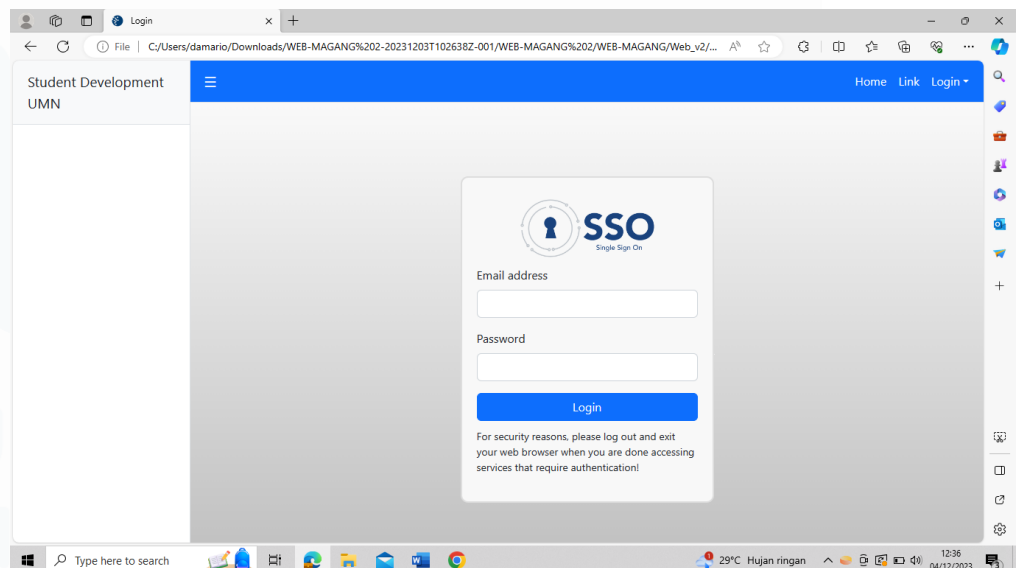 Login
File
C:/Users/damario/Downloads/WEB-MAGANG%202-20231203T102638Z-001/WEB-MAGANG%202/WEB-MAGANG/Web_v2/...
Student Development
UMN
Home Link Login
SSO
Single Sign On
Email address
Password
Login
For security reasons, please log out and exit
your web browser when you are done accessing
services that require authentication!
Type here to search
29°C Hujan ringan
12:36
04/12/2023